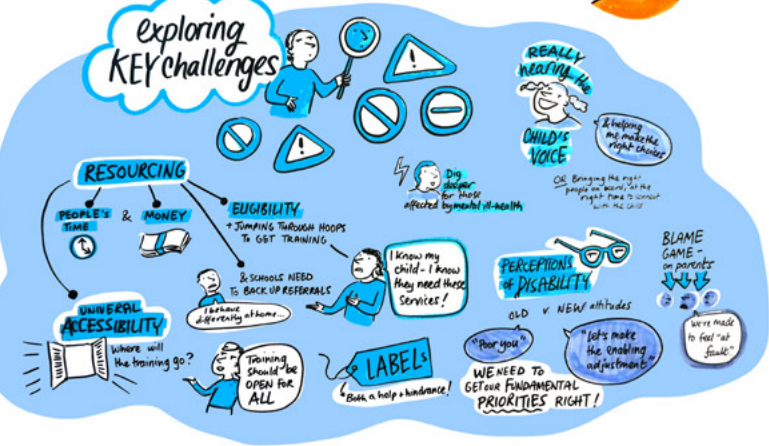 exploring
KEY challenges
REALLY
hearing the
CHILD'S
VOICE
& helping
me make the
right choices
OR Bringing the right
people on board, at the
right time to connect
with the child
Dig
deeper
for those
affected by mental ill-health
RESOURCING
PEOPLE'S
TIME
& MONEY
ELIGIBILITY
+ JUMPING THROUGH HOOPS
TO GET TRAINING
& SCHOOLS NEED
TO BACK UP REFERRALS
I behave
differently at home...
I know my
child - I know
they need these
services!
UNIVERAL
ACCESSIBILITY
Where will
the training go?
Training
should be
OPEN FOR
ALL
LABELS
Both a help + hindrance!
PERCEPTIONS
of DISABILITY
OLD v. NEW attitudes
"Poor you"
"Let's make
the enabling
adjustment"
WE NEED TO
GET OUR FUNDAMENTAL
PRIORITIES RIGHT!
BLAME
GAME -
on parents
We're made
to feel "at
fault"